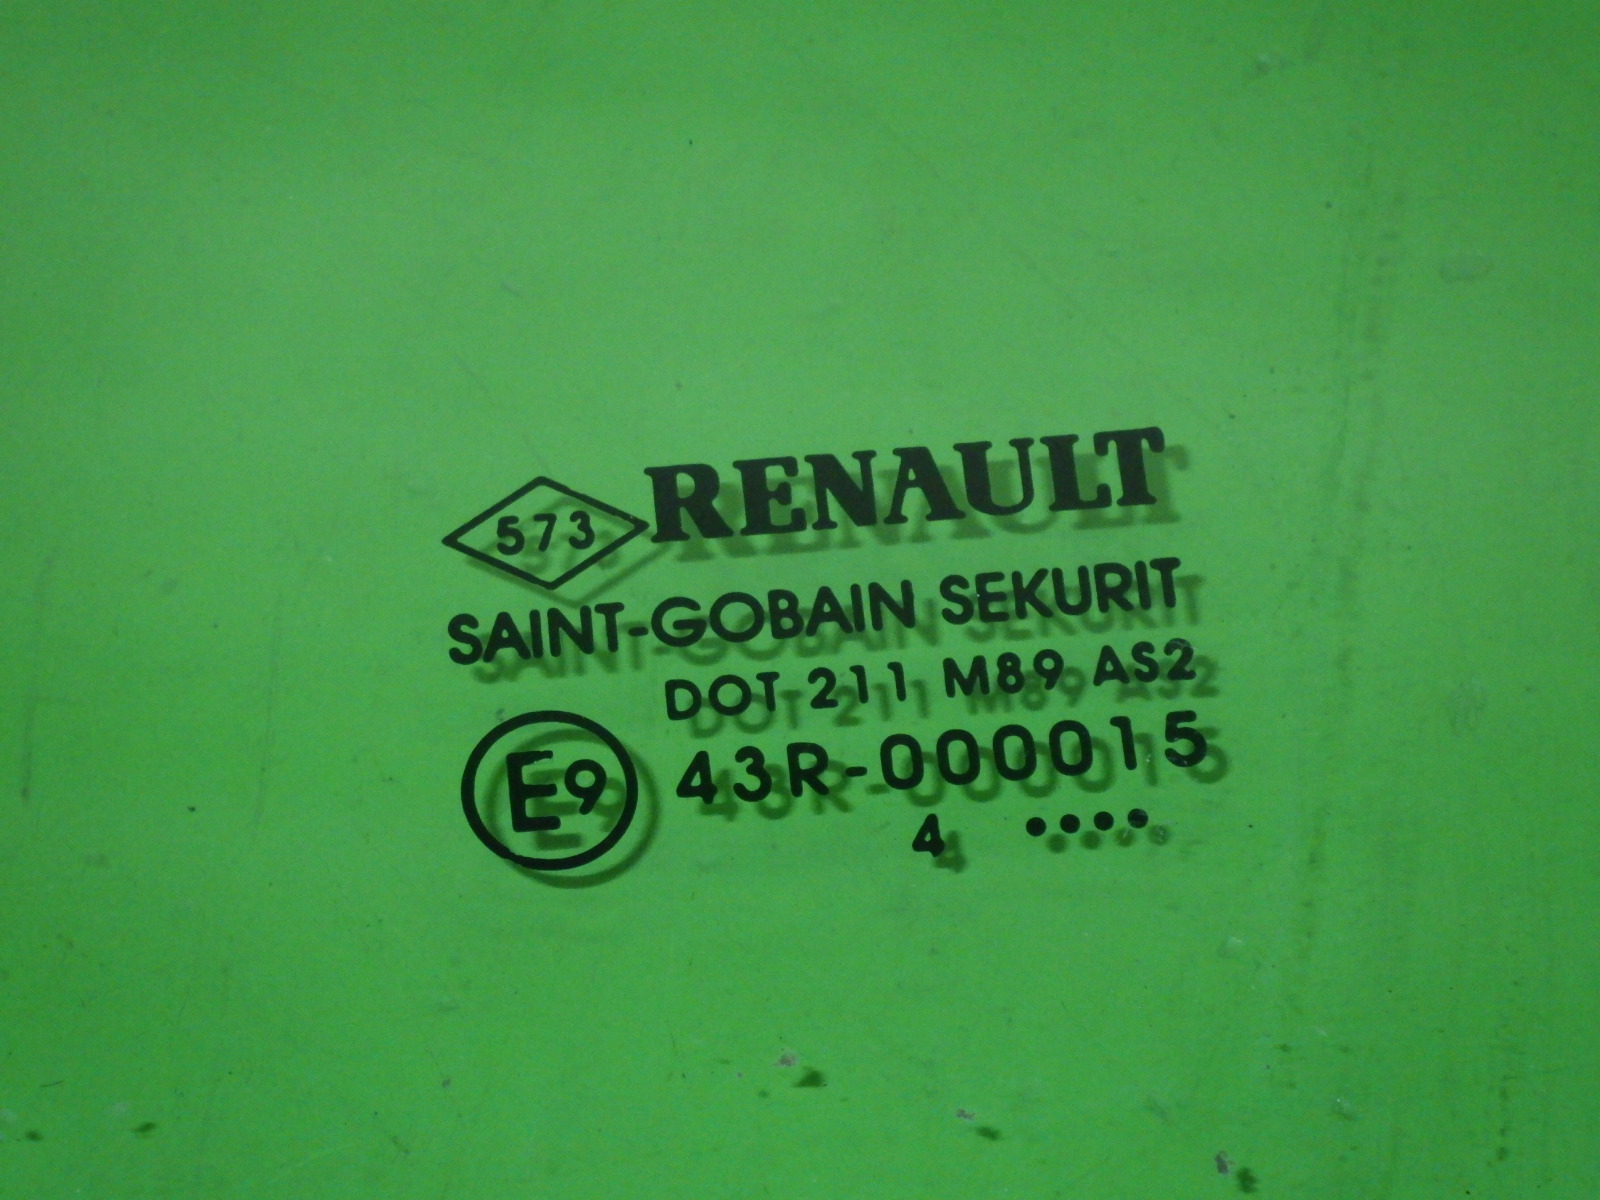 573 RENAULT
SAINT-GOBAIN SEKURIT
DOT 211 M89 AS2
E9 43R-000015
4 ....